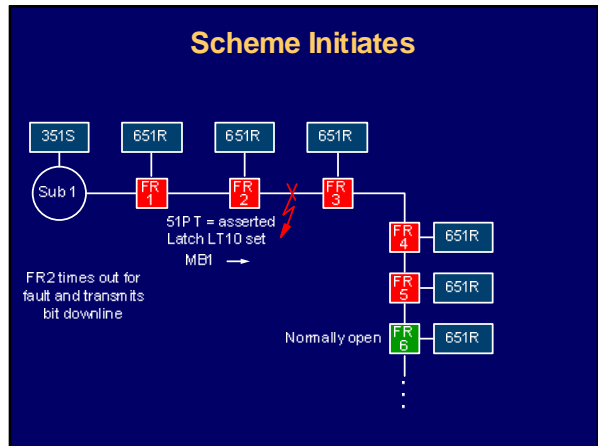 Scheme Initiates
351S
651R
651R
651R
Sub 1
FR
1
FR
2
FR
3
51PT = asserted
Latch LT10 set
MB1
FR
4
651R
FR2 times out for
fault and transmits
bit downline
FR
5
651R
Normally open
FR
6
651R